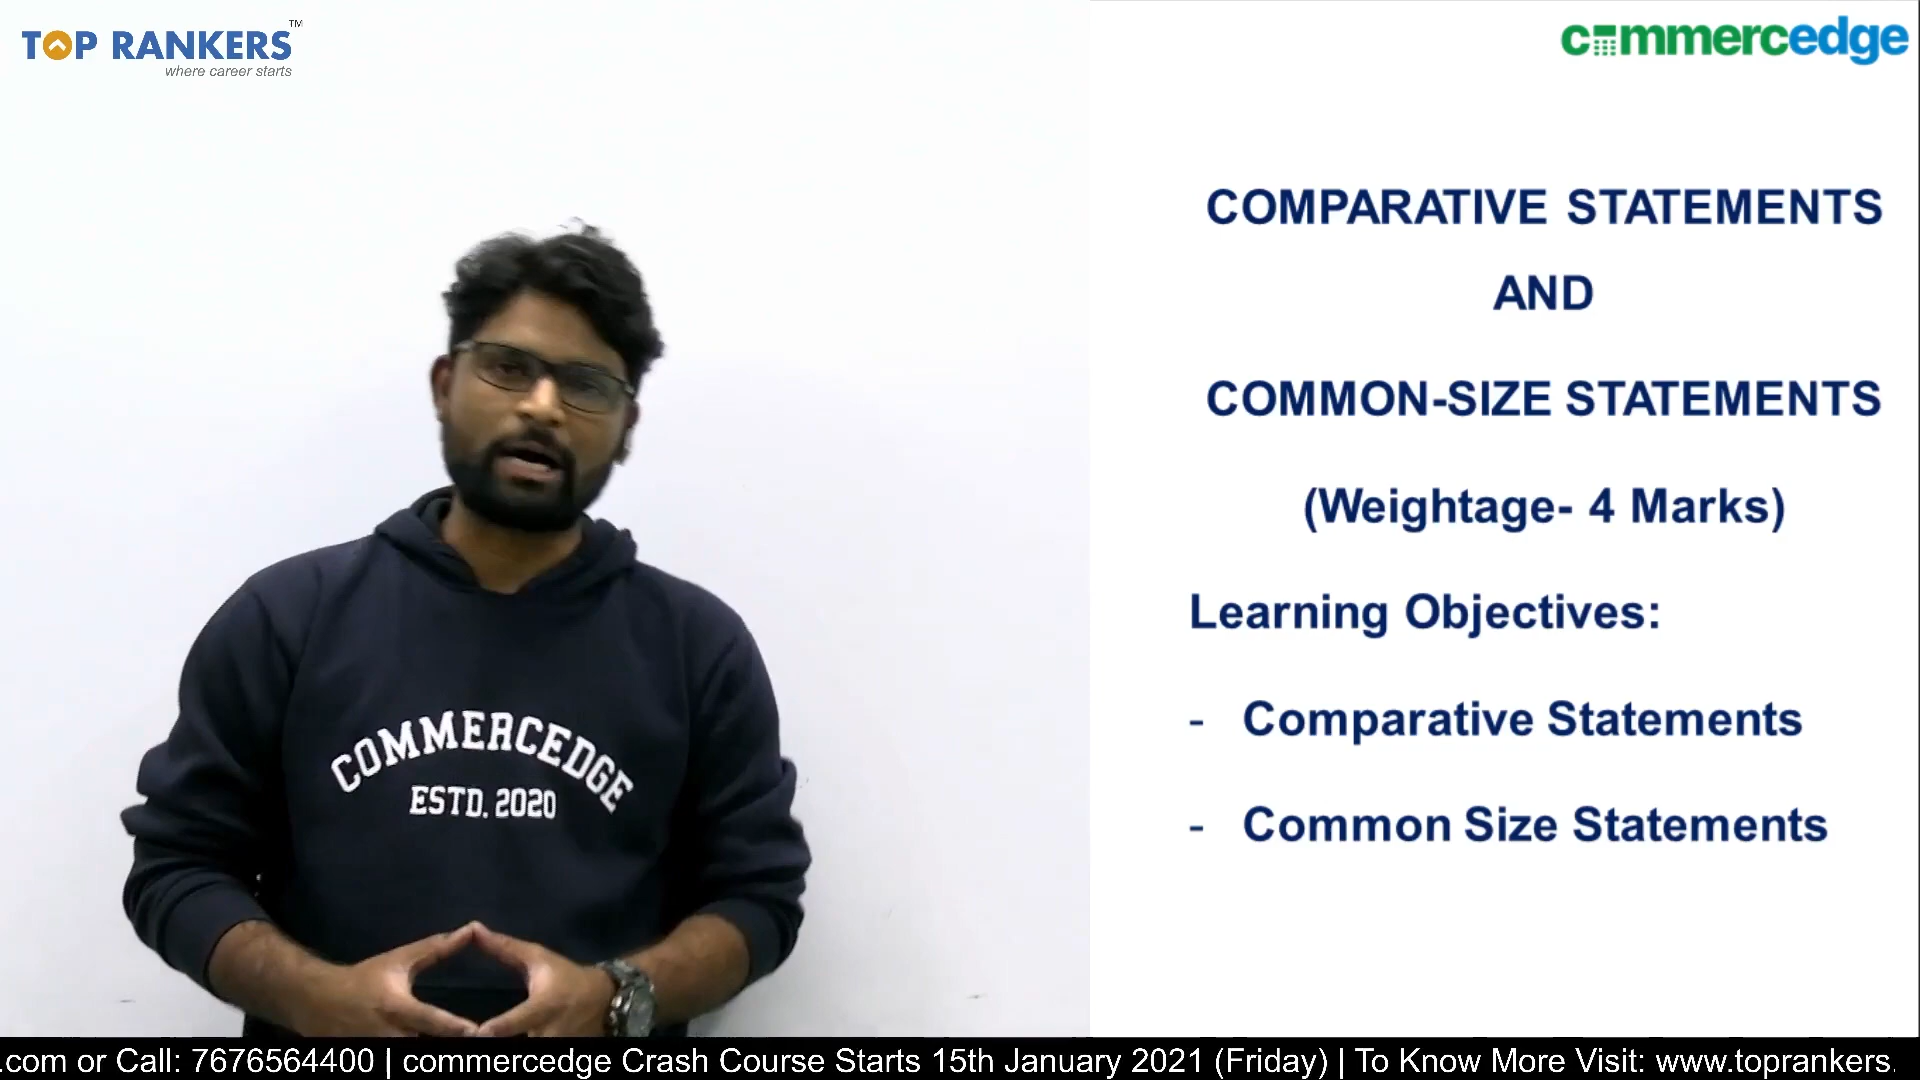 TOP RANKERS™
where career starts
commercedge
COMPARATIVE STATEMENTS
AND
COMMON-SIZE STATEMENTS
(Weightage- 4 Marks)
Learning Objectives:
- Comparative Statements
- Common Size Statements
COMMERCEDGE
ESTD. 2020
.com or Call: 7676564400 | commercedge Crash Course Starts 15th January 2021 (Friday) | To Know More Visit: www.toprankers.